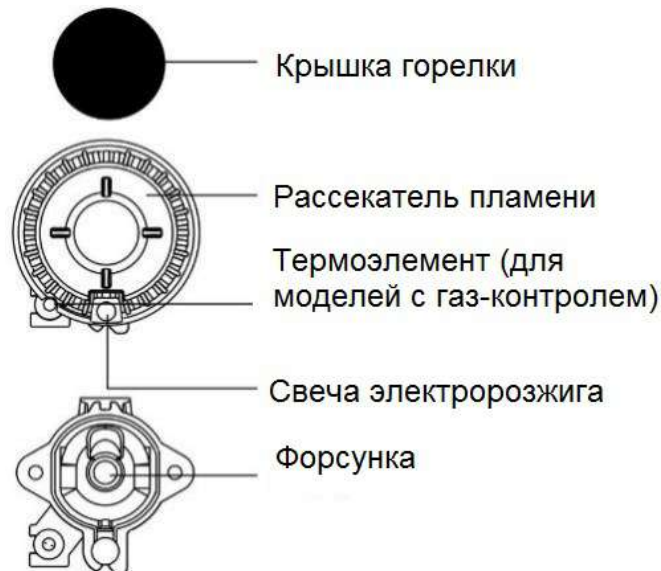 Крышка горелки
Рассекатель пламени
Термоэлемент (для
моделей с газ-контролем)
Свеча электророзжига
Форсунка